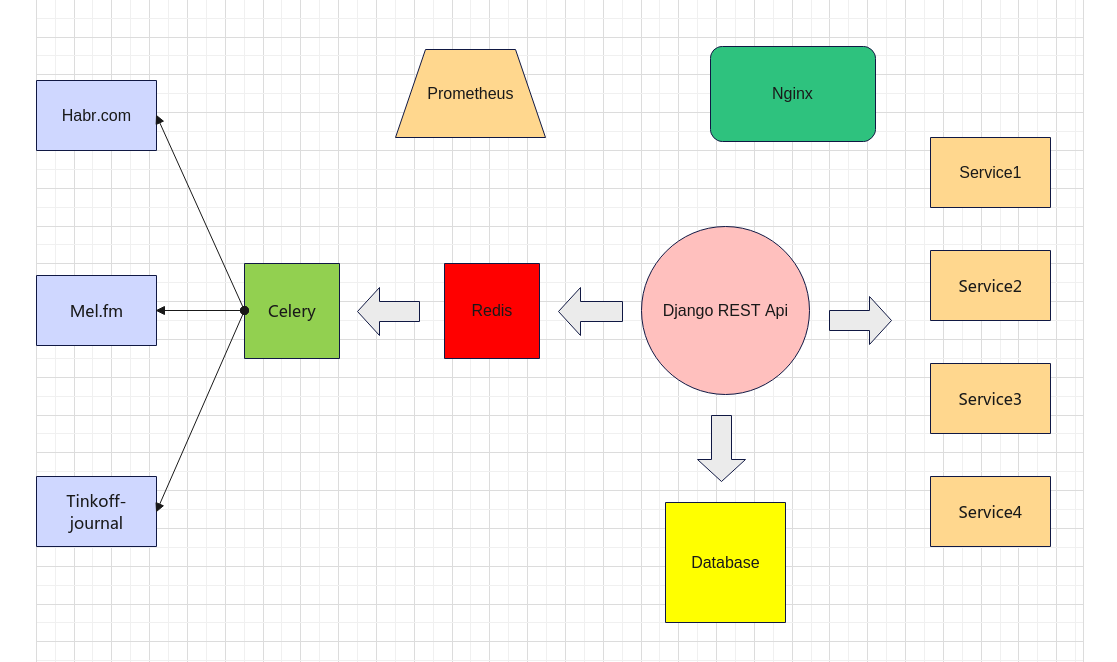 Prometheus
Nginx
Habr.com
Service1
Service2
Mel.fm
Celery
Redis
Django REST Api
Service3
Tinkoff-
journal
Service4
Database